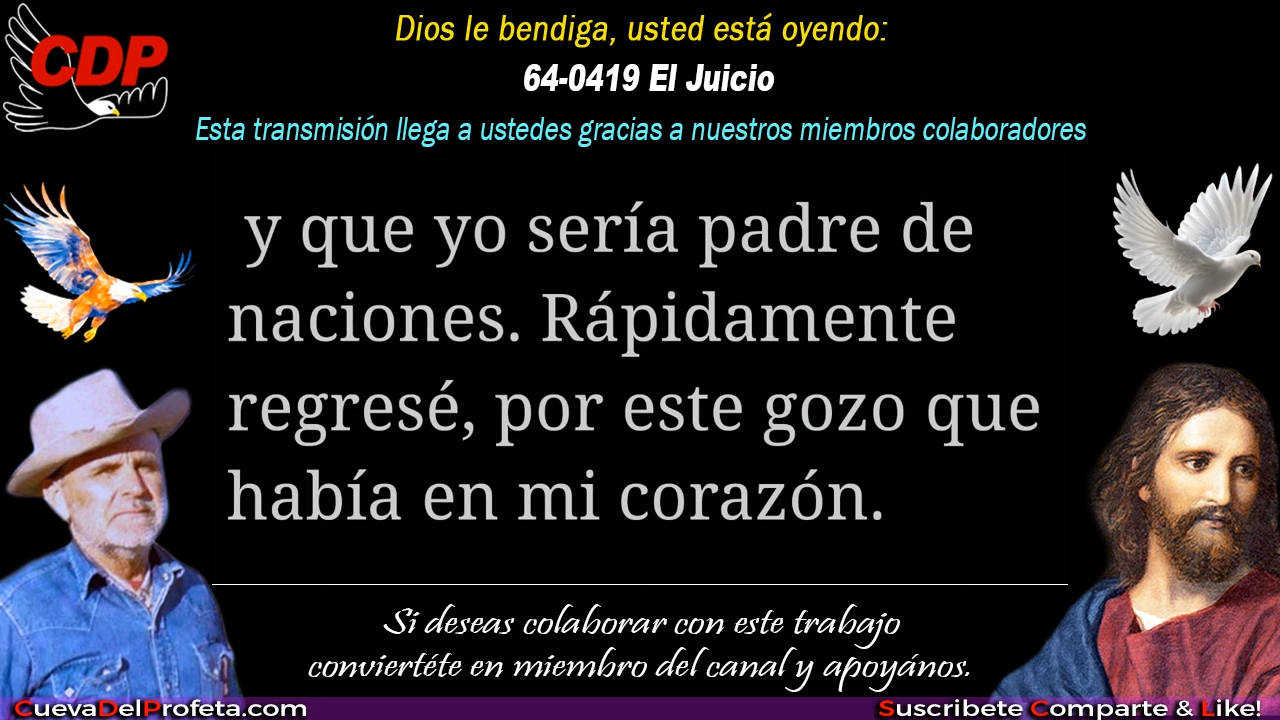 CDP
Dios le bendiga, usted está oyendo:
64-0419 El Juicio
Esta transmisión llega a ustedes gracias a nuestros miembros colaboradores
y que yo sería padre de
naciones. Rápidamente
regresé, por este gozo que
había en mi corazón.
Si deseas colaborar con este trabajo
conviertéte en miembro del canal y apoyános.
CuevaDelProfeta.com
Suscribete Comparte & Like!